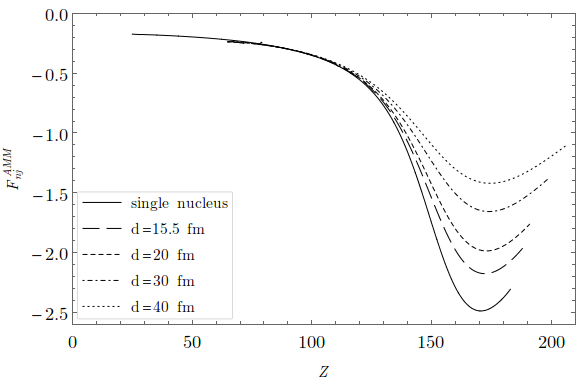 0.0
−0.5
−1.0
−1.5
−2.0
−2.5
F_{nj}^{AMM}
single nucleus
d=15.5 fm
d=20 fm
d=30 fm
d=40 fm
0 50 100 150 200
Z